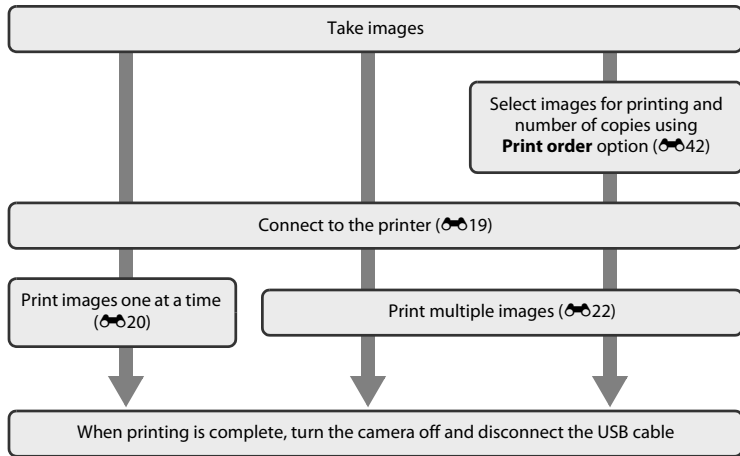 Take images
Select images for printing and
number of copies using
Print order option (42)
Connect to the printer (19)
Print images one at a time
(20)
Print multiple images (22)
When printing is complete, turn the camera off and disconnect the USB cable